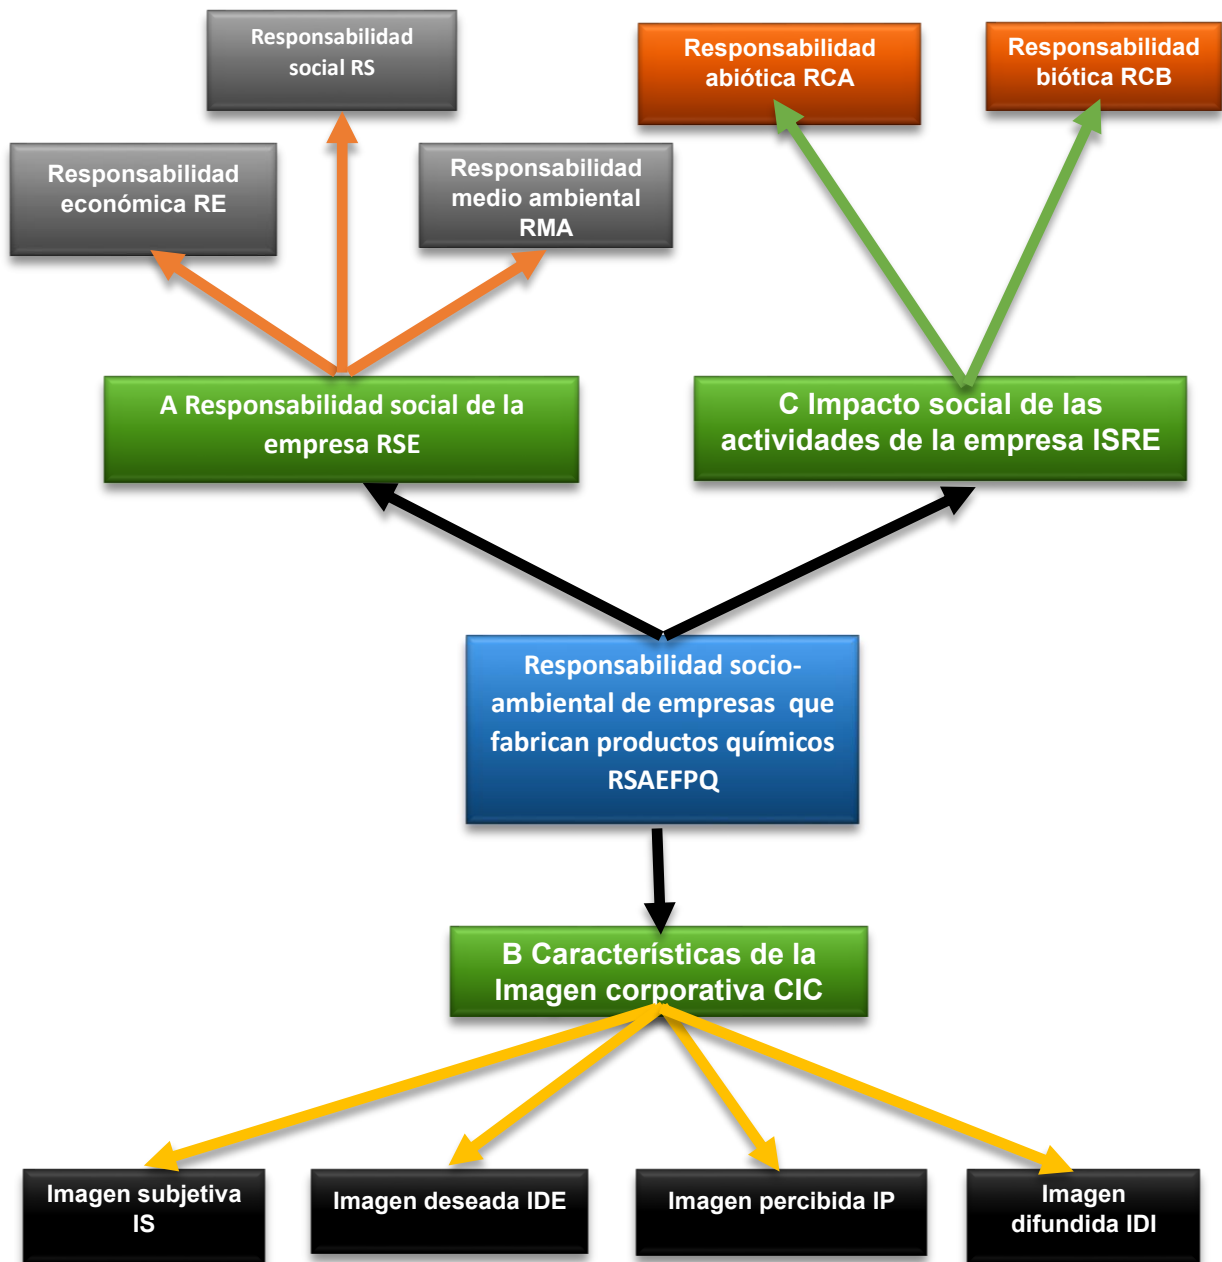 Responsabilidad
social RS
Responsabilidad
abiótica RCA
Responsabilidad
biótica RCB
Responsabilidad
económica RE
Responsabilidad
medio ambiental
RMA
A Responsabilidad social de la
empresa RSE
C Impacto social de las
actividades de la empresa ISRE
Responsabilidad socio-
ambiental de empresas que
fabrican productos químicos
RSAEFPQ
B Características de la
Imagen corporativa CIC
Imagen subjetiva
IS
Imagen deseada IDE
Imagen percibida IP
Imagen
difundida IDI